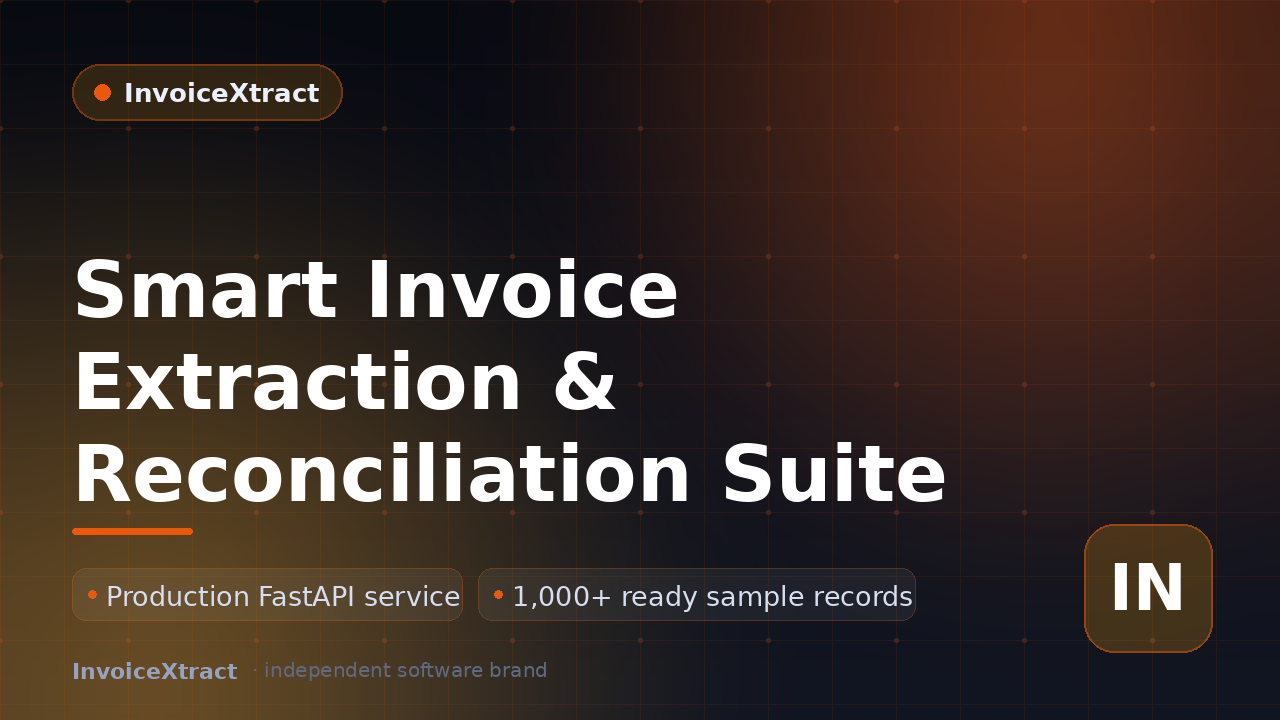 InvoiceXtract
Smart Invoice
Extraction &
Reconciliation Suite
Production FastAPI service
1,000+ ready sample records
IN
InvoiceXtract · independent software brand